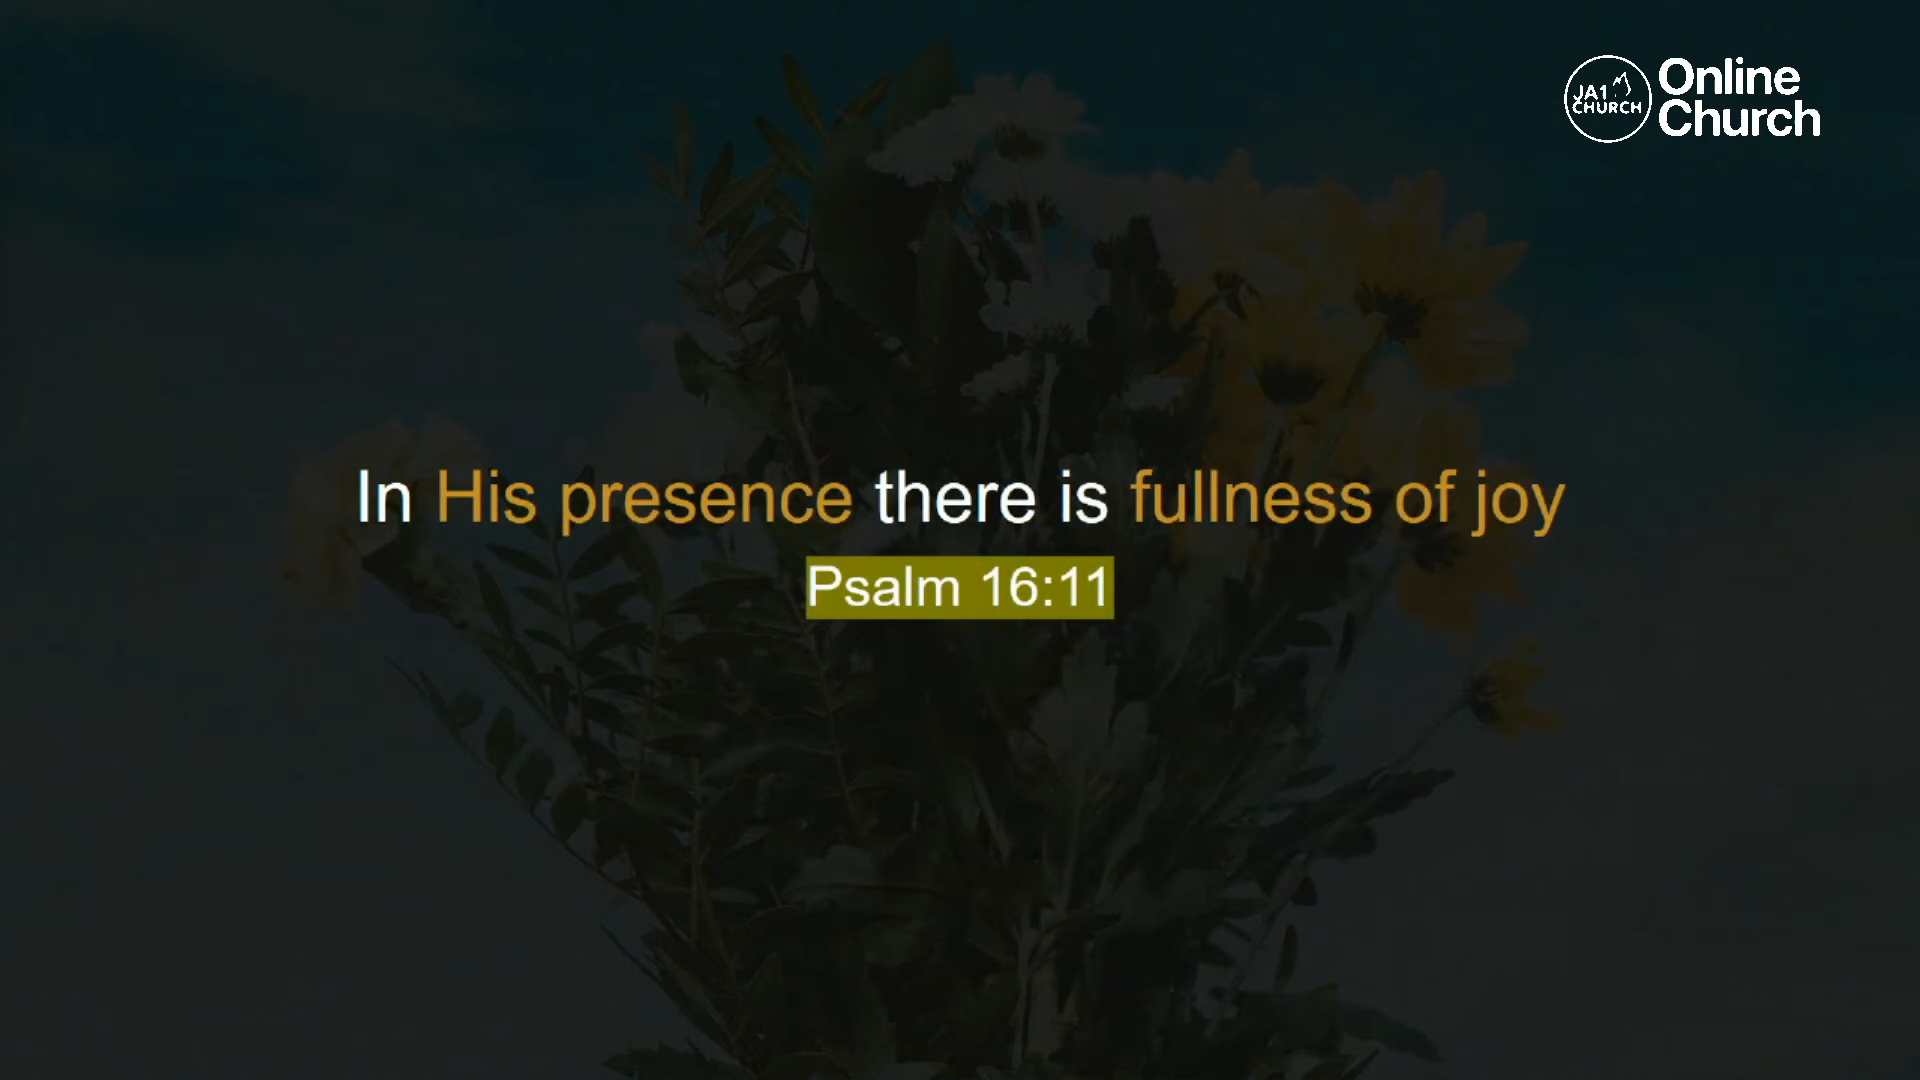 JA1
CHURCH
Online
Church
In His presence there is fullness of joy
Psalm 16:11